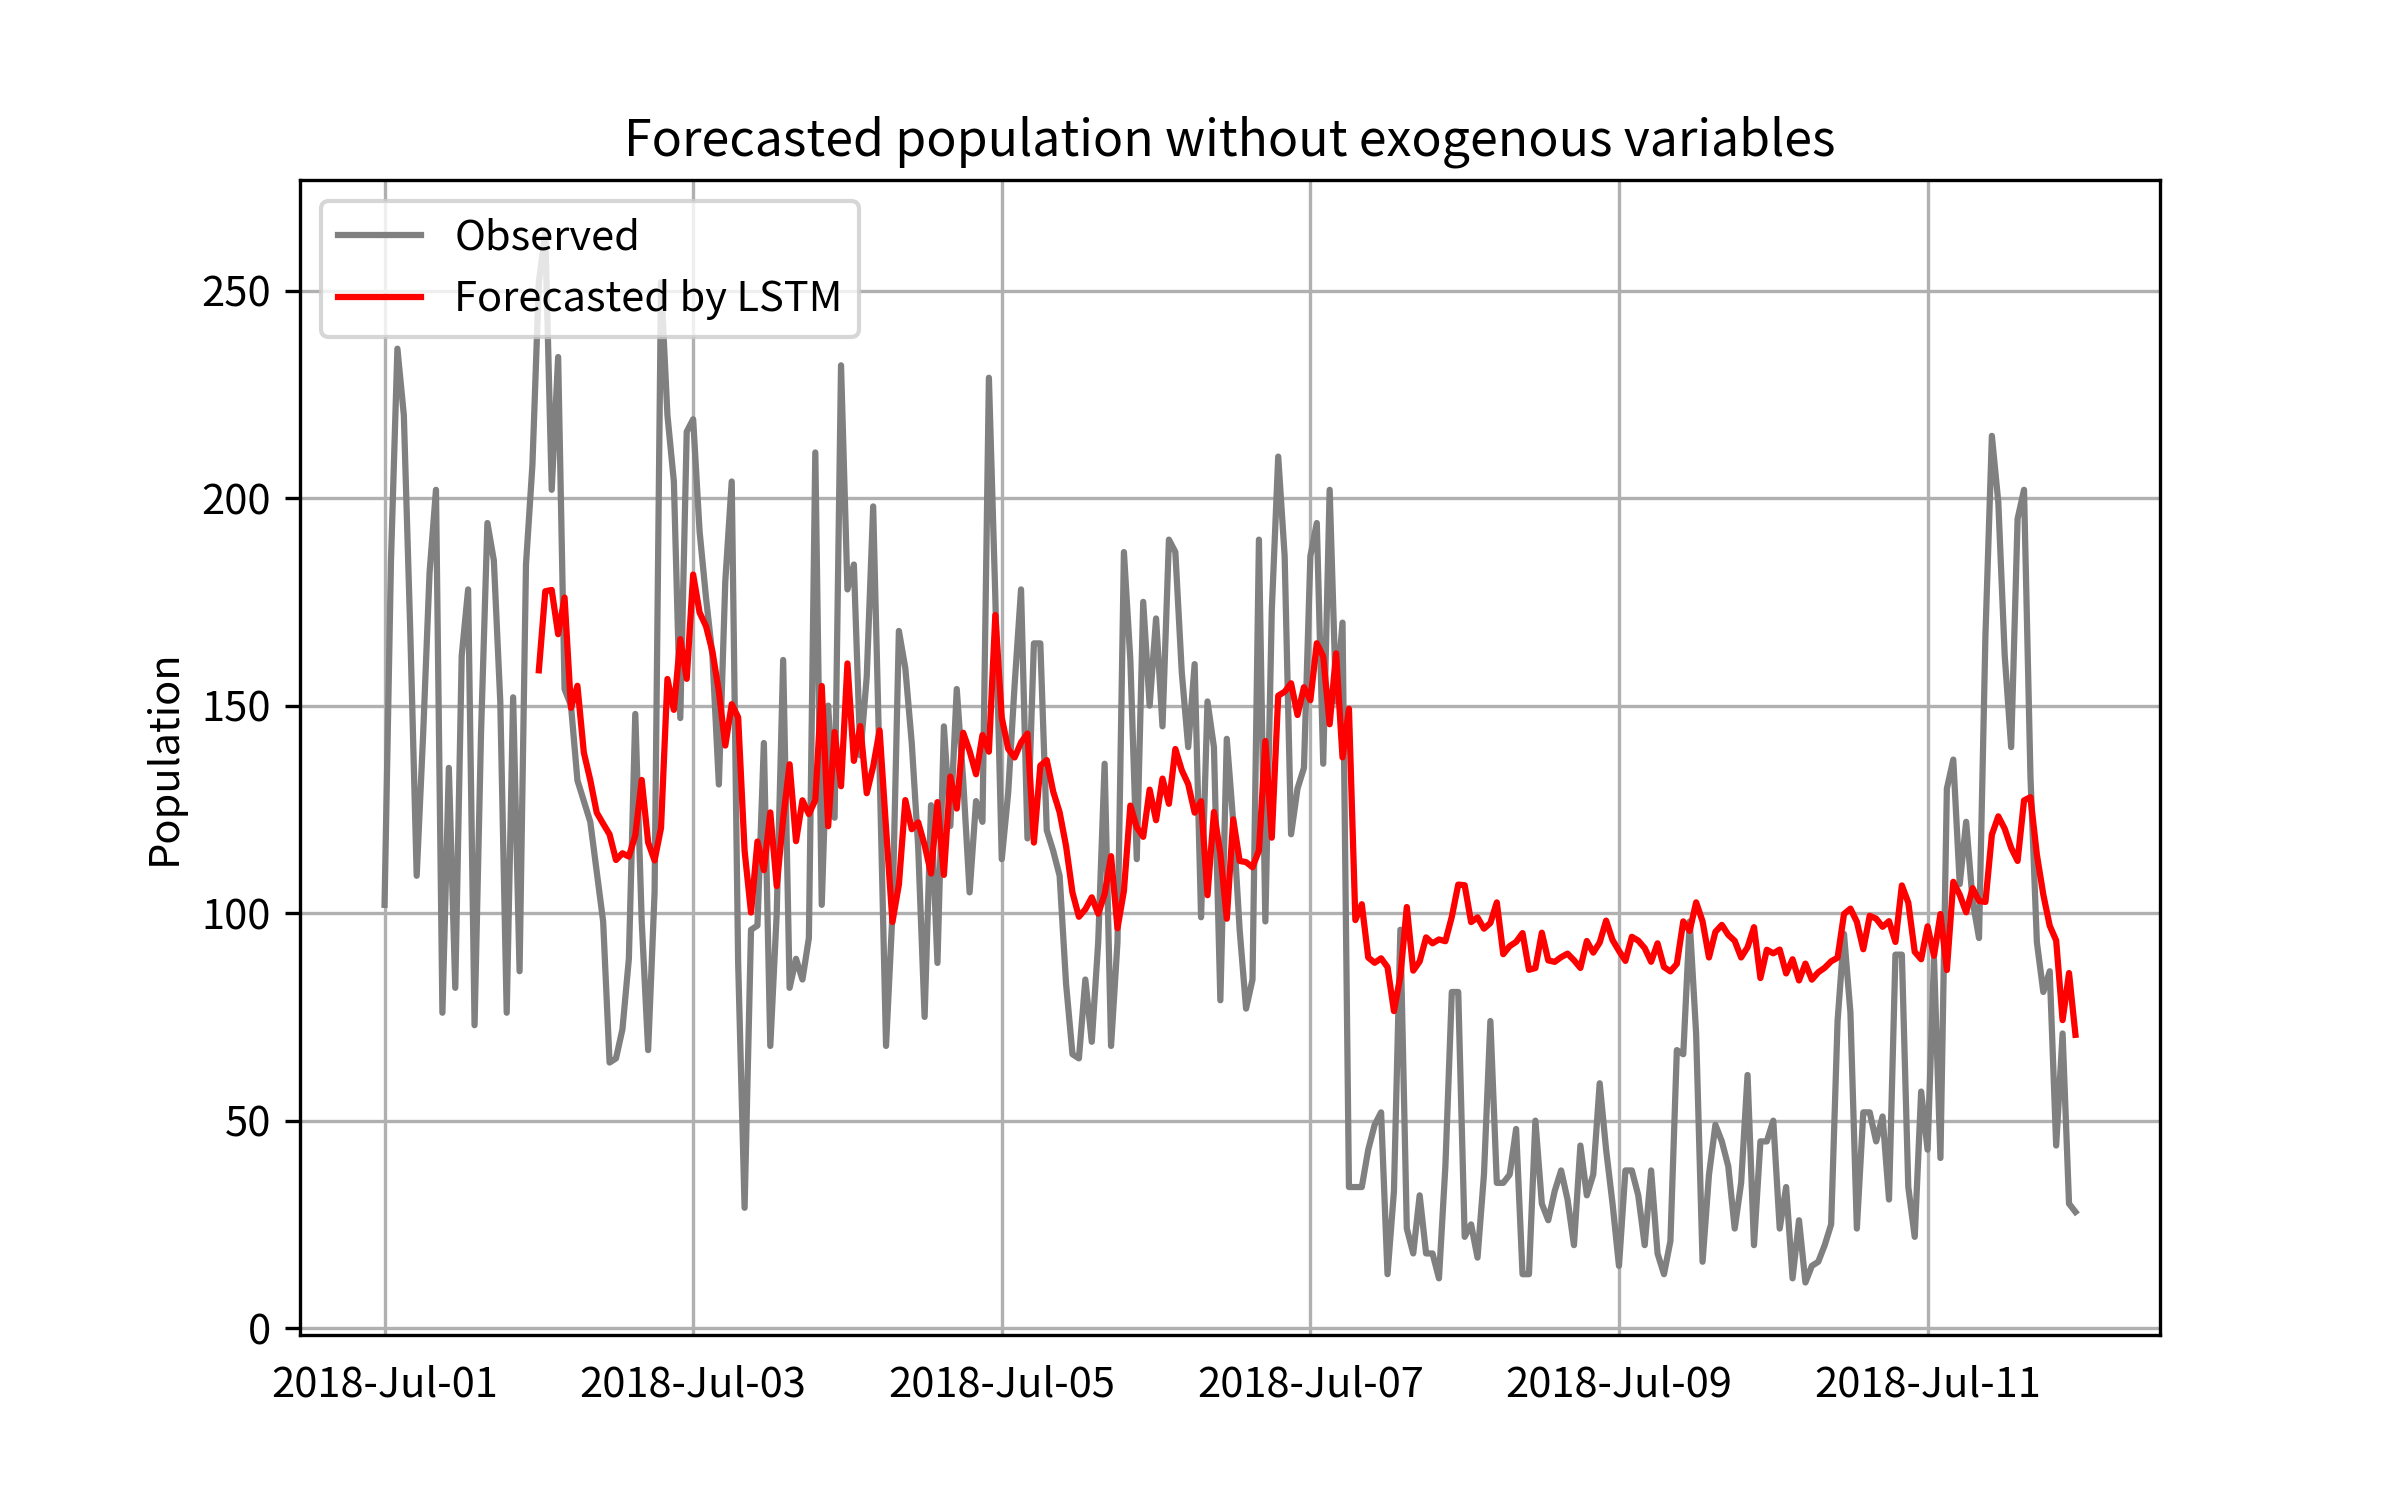 Forecasted population without exogenous variables
Observed
Forecasted by LSTM
250
200
150
100
50
0
Population
2018-Jul-01 2018-Jul-03 2018-Jul-05 2018-Jul-07 2018-Jul-09 2018-Jul-11